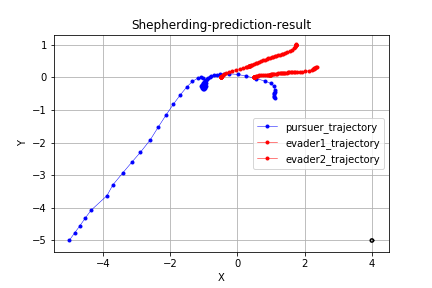 Shepherding-prediction-result
1
0
−1
−2
−3
−4
−5
Y
pursuer_trajectory
evader1_trajectory
evader2_trajectory
−4
−2
0
2
4
X